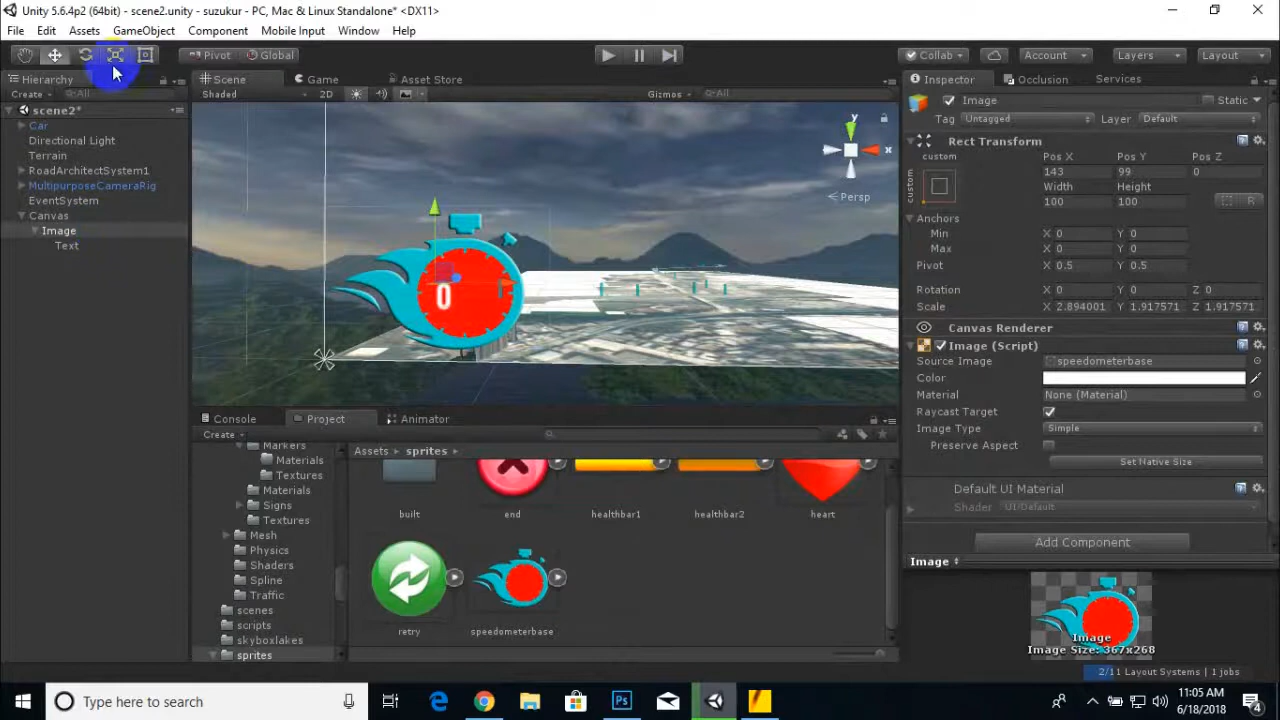 Unity 5.6.4p2 (64bit) - scene2.unity - suzukur - PC, Mac & Linux Standalone* <DX11>
File Edit Assets GameObject Component Mobile Input Window Help
Pivot Global Collab Account Layers Layout
Hierarchy
Create All
scene2*
Car
Directional Light
Terrain
RoadArchitectSystem1
MultipurposeCameraRig
EventSystem
Canvas
Image
Text
Scene Game Asset Store
Shaded 2D Gizmos All
y
x
Persp
0
Console Project Animator
Create
Markers
Materials
Textures
Materials
Signs
Textures
Mesh
Physics
Shaders
Spline
Traffic
scenes
scripts
skyboxlakes
sprites
Assets sprites
built end healthbar1 healthbar2 heart
retry speedometerbase
Inspector Occlusion Services
Image Static
Tag Untagged Layer Default
Rect Transform
custom Pos X Pos Y Pos Z
custom 143 99 0
Width Height
100 100 R
Anchors
Min X 0 Y 0
Max X 0 Y 0
Pivot X 0.5 Y 0.5
Rotation X 0 Y 0 Z 0
Scale X 2.894001 Y 1.917571 Z 1.917571
Canvas Renderer
Image (Script)
Source Image speedometerbase
Color
Material None (Material)
Raycast Target
Image Type Simple
Preserve Aspect
Set Native Size
Default UI Material
Shader UI/Default
Add Component
Image
Image
Image Size: 367x268
2/11 Layout Systems | 1 jobs
Type here to search
Ps
11:05 AM
6/18/2018
4